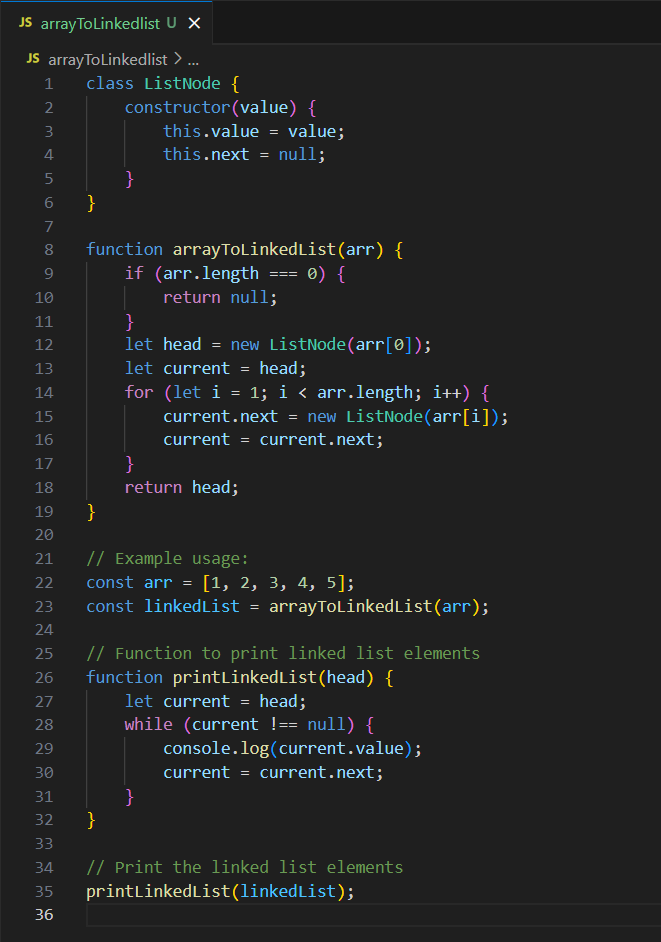 JS arrayToLinkedlist U ×
JS arrayToLinkedlist > ...
1 class ListNode {
2     constructor(value) {
3         this.value = value;
4         this.next = null;
5     }
6 }
7
8 function arrayToLinkedList(arr) {
9     if (arr.length === 0) {
10         return null;
11     }
12     let head = new ListNode(arr[0]);
13     let current = head;
14     for (let i = 1; i < arr.length; i++) {
15         current.next = new ListNode(arr[i]);
16         current = current.next;
17     }
18     return head;
19 }
20
21 // Example usage:
22 const arr = [1, 2, 3, 4, 5];
23 const linkedList = arrayToLinkedList(arr);
24
25 // Function to print linked list elements
26 function printLinkedList(head) {
27     let current = head;
28     while (current !== null) {
29         console.log(current.value);
30         current = current.next;
31     }
32 }
33
34 // Print the linked list elements
35 printLinkedList(linkedList);
36